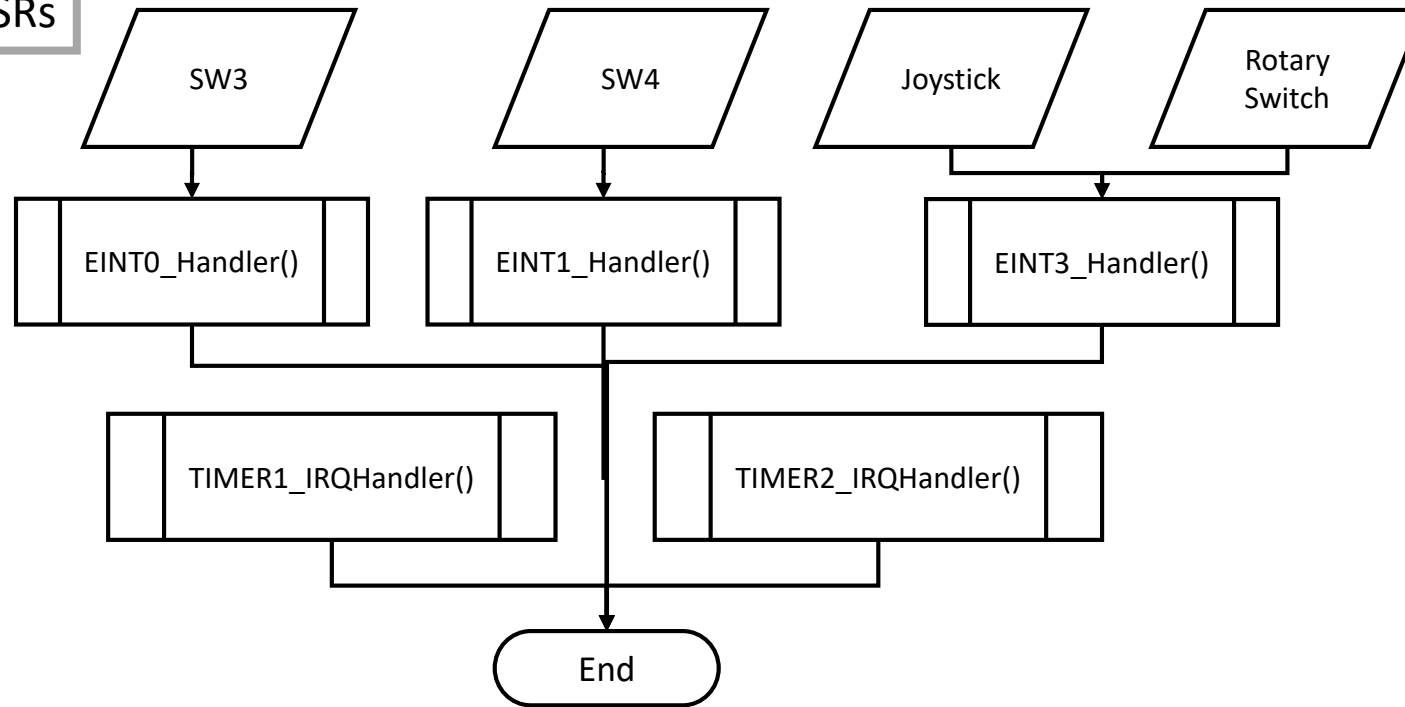 SRs
SW3
SW4
Joystick
Rotary
Switch
EINT0_Handler()
EINT1_Handler()
EINT3_Handler()
TIMER1_IRQHandler()
TIMER2_IRQHandler()
End